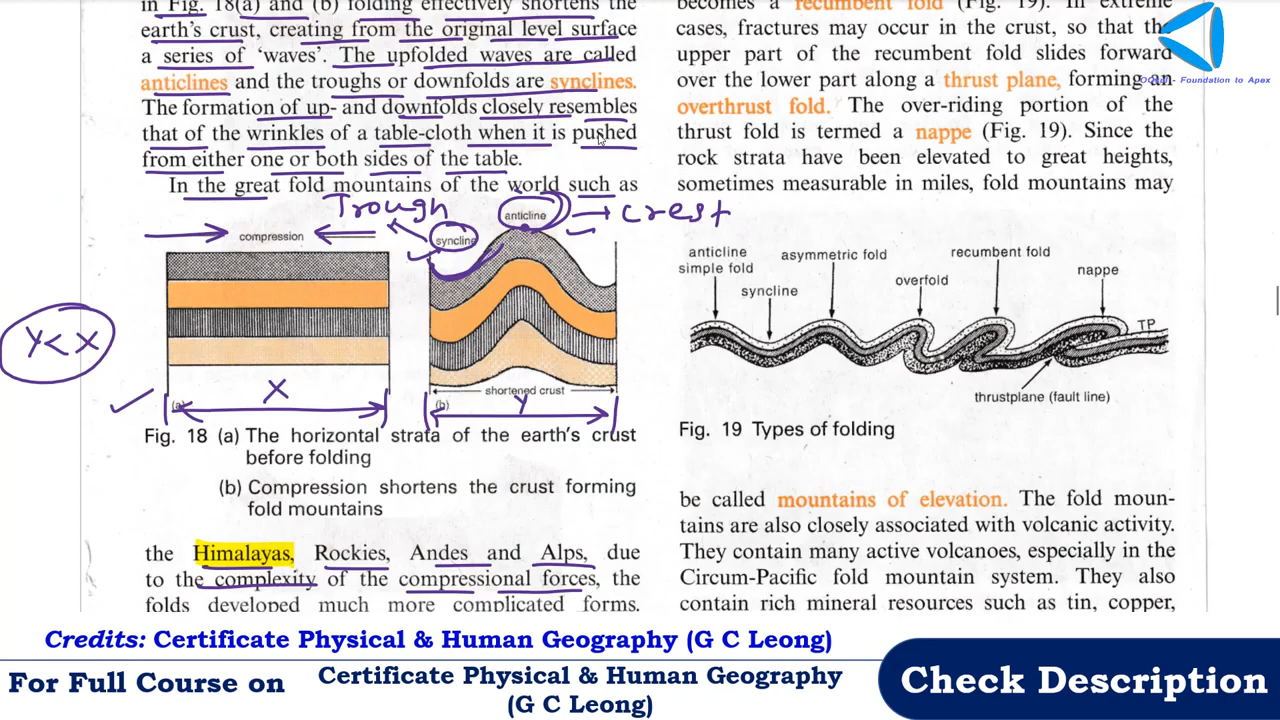 in Fig. 18(a) and (b) folding effectively shortens the
earth's crust, creating from the original level surface
a series of 'waves'. The upfolded waves are called
anticlines and the troughs or downfolds are synclines.
The formation of up- and downfolds closely resembles
that of the wrinkles of a table-cloth when it is pushed
from either one or both sides of the table.
In the great fold mountains of the world such as
Trough
anticline
crest
compression
syncline
Y<X
X
(a)
shortened crust
(b)
Y
Fig. 18 (a) The horizontal strata of the earth's crust
before folding
(b) Compression shortens the crust forming
fold mountains
the Himalayas, Rockies, Andes and Alps, due
to the complexity of the compressional forces, the
folds developed much more complicated forms.
becomes a recumbent fold (Fig. 19). In extreme
cases, fractures may occur in the crust, so that the
upper part of the recumbent fold slides forward
over the lower part along a thrust plane, forming an
overthrust fold. The over-riding portion of the
thrust fold is termed a nappe (Fig. 19). Since the
rock strata have been elevated to great heights,
sometimes measurable in miles, fold mountains may
Foundation to Apex
anticline
simple fold
syncline
asymmetric fold
overfold
recumbent fold
nappe
TP
thrustplane (fault line)
Fig. 19 Types of folding
be called mountains of elevation. The fold moun-
tains are also closely associated with volcanic activity.
They contain many active volcanoes, especially in the
Circum-Pacific fold mountain system. They also
contain rich mineral resources such as tin, copper,
Credits: Certificate Physical & Human Geography (G C Leong)
For Full Course on
Certificate Physical & Human Geography
(G C Leong)
Check Description